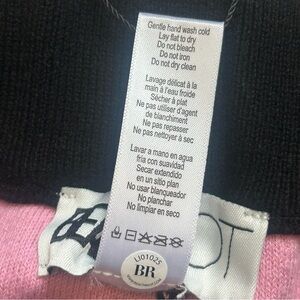 Gentle hand wash cold
Lay flat to dry
Do not bleach
Do not iron
Do not dry clean
Lavage délicat à la
main à l'eau froide
Sécher à plat
Ne pas utiliser d'agent
de blanchiment
Ne pas repasser
Ne pas nettoyer à sec
Lavar a mano en agua
fría con suavidad
Secar extendido
en un sitio plan
No usar blanqueador
No planchar
No limpiar en seco
LI01025
BR
OT